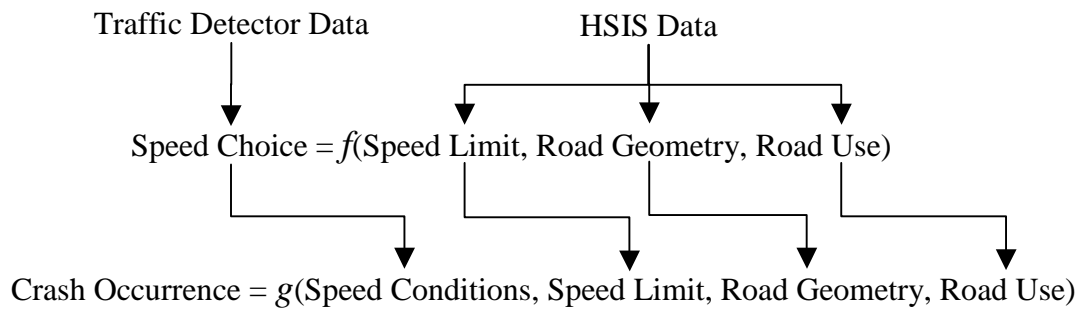 Traffic Detector Data HSIS Data
Speed Choice = f(Speed Limit, Road Geometry, Road Use)
Crash Occurrence = g(Speed Conditions, Speed Limit, Road Geometry, Road Use)